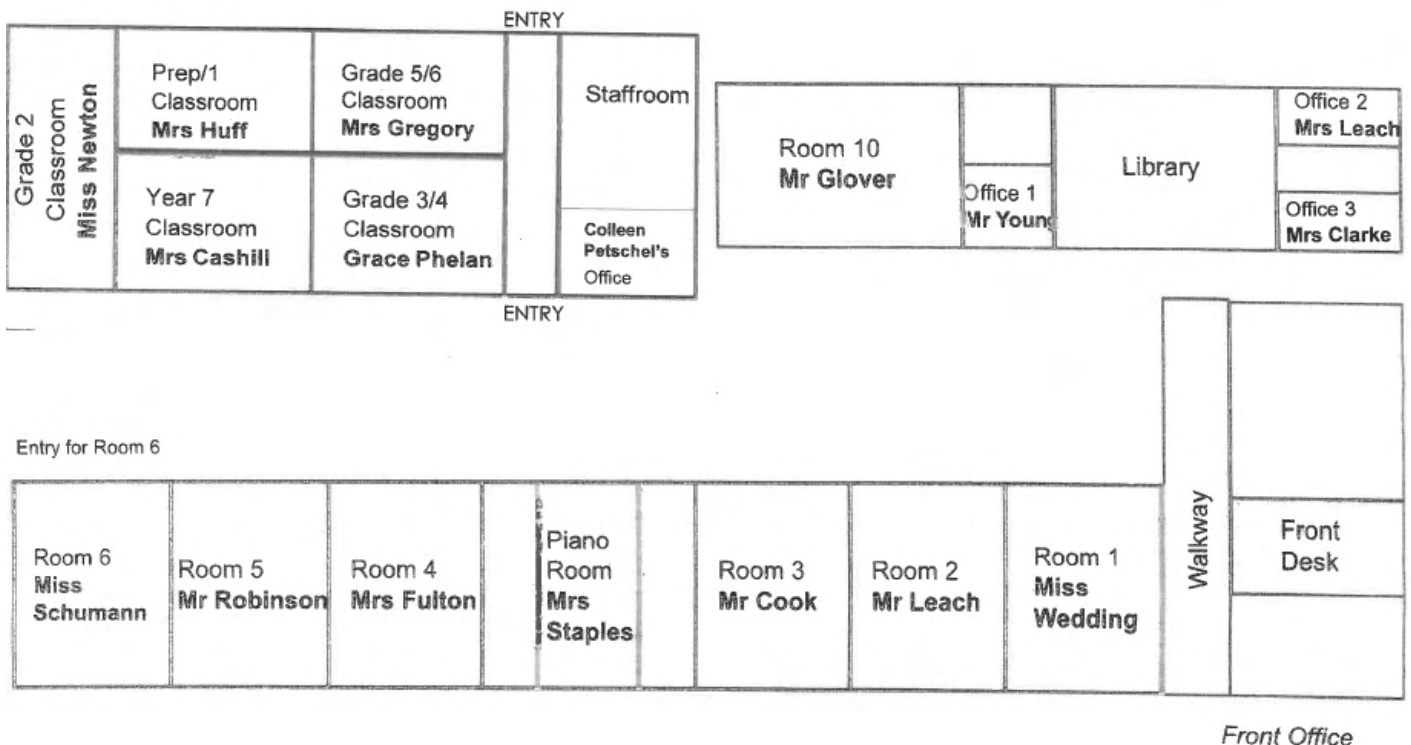 ENTRY
Grade 2
Classroom
Miss Newton
Prep/1
Classroom
Mrs Huff
Grade 5/6
Classroom
Mrs Gregory
Staffroom
Year 7
Classroom
Mrs Cashill
Grade 3/4
Classroom
Grace Phelan
Colleen
Petschel's
Office
ENTRY
Room 10
Mr Glover
Office 1
Mr Young
Library
Office 2
Mrs Leach
Office 3
Mrs Clarke
Entry for Room 6
Room 6
Miss
Schumann
Room 5
Mr Robinson
Room 4
Mrs Fulton
Piano
Room
Mrs
Staples
Room 3
Mr Cook
Room 2
Mr Leach
Room 1
Miss
Wedding
Walkway
Front
Desk
Front Office